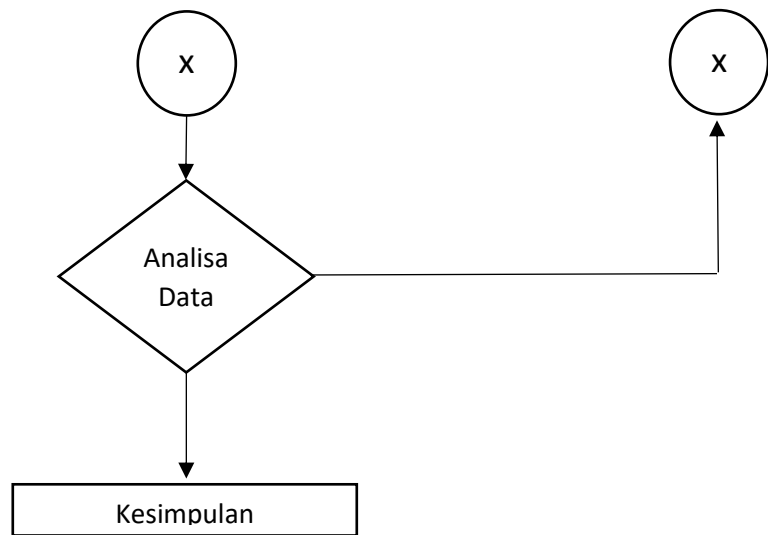 x
x
Analisa
Data
Kesimpulan